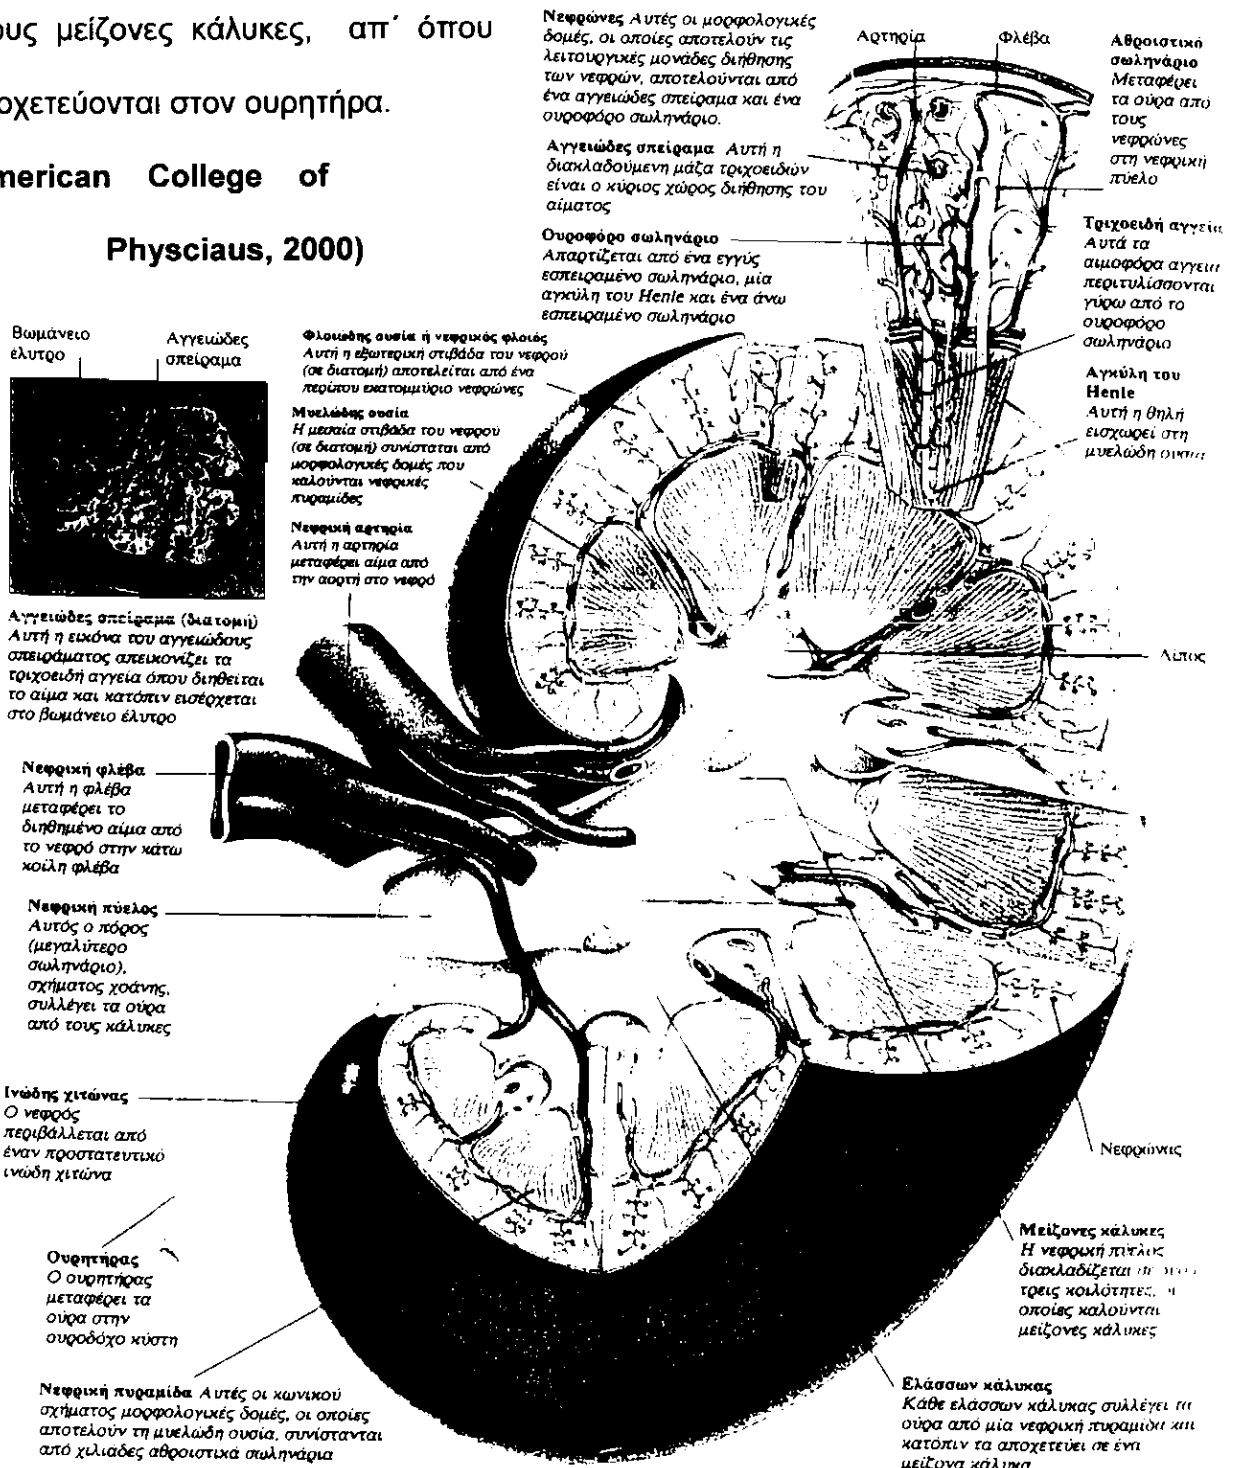 ους μείζονες κάλυκες, απ΄ όπου
οχετεύονται στον ουρητήρα.
merican College of
Physciaus, 2000)
Νεφρώνες Αυτές οι μορφολογικές
δομές, οι οποίες αποτελούν τις
λειτουργικές μονάδες διήθησης
των νεφρών, αποτελούνται από
ένα αγγειώδες σπείραμα και ένα
ουροφόρο σωληνάριο.
Αγγειώδες σπείραμα Αυτή η
διακλαδούμενη μάζα τριχοειδών
είναι ο κύριος χώρος διήθησης του
αίματος
Ουροφόρο σωληνάριο
Απαρτίζεται από ένα εγγύς
εσπειραμένο σωληνάριο, μία
αγκύλη του Henle και ένα άνω
εσπειραμένο σωληνάριο
Αρτηρία
Φλέβα
Αθροιστικό
σωληνάριο
Μεταφέρει
τα ούρα από
τους
νεφρώνες
στη νεφρική
πύελο
Τριχοειδή αγγεία
Αυτά τα
αιμοφόρα αγγεία
περιτυλίσσονται
γύρω από το
ουροφόρο
σωληνάριο
Αγκύλη του
Henle
Αυτή η θηλή
εισχωρεί στη
μυελώδη ουσία
Βωμάνειο
έλυτρο
Αγγειώδες
σπείραμα
Φλοιώδης ουσία ή νεφρικός φλοιός
Αυτή η εξωτερική στιβάδα του νεφρού
(σε διατομή) αποτελείται από ένα
περίπου εκατομμύριο νεφρώνες
Μυελώδης ουσία
Η μεσαία στιβάδα του νεφρού
(σε διατομή) συνίσταται από
μορφολογικές δομές που
καλούνται νεφρικές
πυραμίδες
Νεφρική αρτηρία
Αυτή η αρτηρία
μεταφέρει αίμα από
την αορτή στο νεφρό
Αγγειώδες σπείραμα (διατομή)
Αυτή η εικόνα του αγγειώδους
σπειράματος απεικονίζει τα
τριχοειδή αγγεία όπου διηθείται
το αίμα και κατόπιν εισέρχεται
στο βωμάνειο έλυτρο
Λίπος
Νεφρική φλέβα
Αυτή η φλέβα
μεταφέρει το
διηθημένο αίμα από
το νεφρό στην κάτω
κοίλη φλέβα
Νεφρική πύελος
Αυτός ο πόρος
(μεγαλύτερο
σωληνάριο),
σχήματος χοάνης,
συλλέγει τα ούρα
από τους κάλυκες
Ινώδης χιτώνας
Ο νεφρός
περιβάλλεται από
έναν προστατευτικό
ινώδη χιτώνα
Νεφρώνας
Ουρητήρας
Ο ουρητήρας
μεταφέρει τα
ούρα στην
ουροδόχο κύστη
Μείζονες κάλυκες
Η νεφρική πύελος
διακλαδίζεται
τρεις κοιλότητες,
οποίες καλούνται
μείζονες κάλυκες
Νεφρική πυραμίδα Αυτές οι κωνικού
σχήματος μορφολογικές δομές, οι οποίες
αποτελούν τη μυελώδη ουσία, συνίστανται
από χιλιάδες αθροιστικά σωληνάρια
Ελάσσων κάλυκας
Κάθε ελάσσων κάλυκας συλλέγει τα
ούρα από μία νεφρική πυραμίδα και
κατόπιν τα αποχετεύει σε ένα
μείζονα κάλυκα